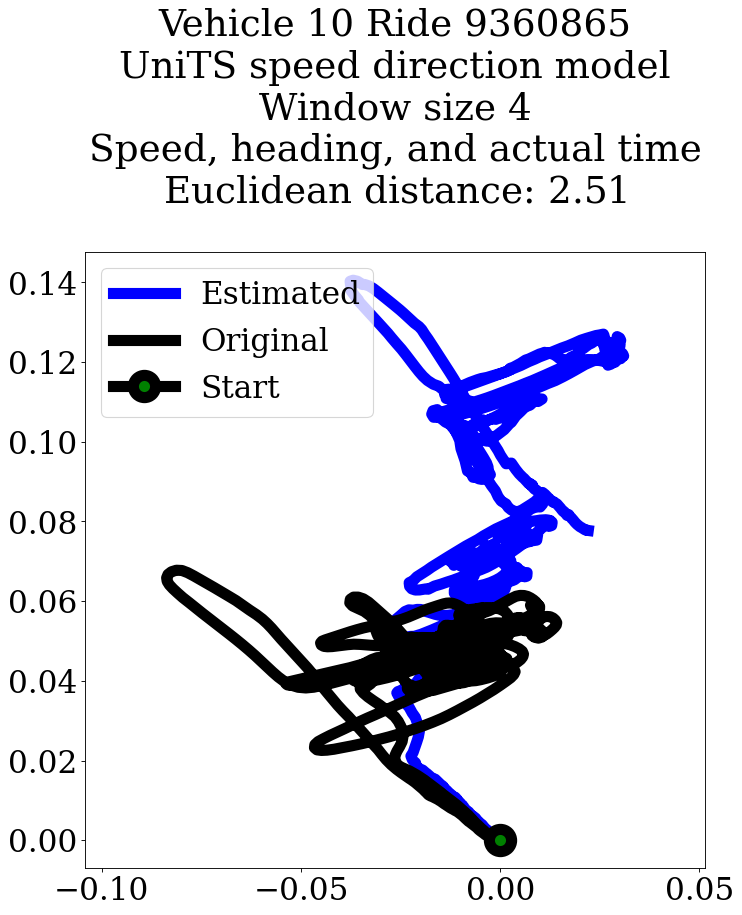 Vehicle 10 Ride 9360865
UniTS speed direction model
Window size 4
Speed, heading, and actual time
Euclidean distance: 2.51
Estimated
Original
Start
0.14
0.12
0.10
0.08
0.06
0.04
0.02
0.00
−0.10
−0.05
0.00
0.05